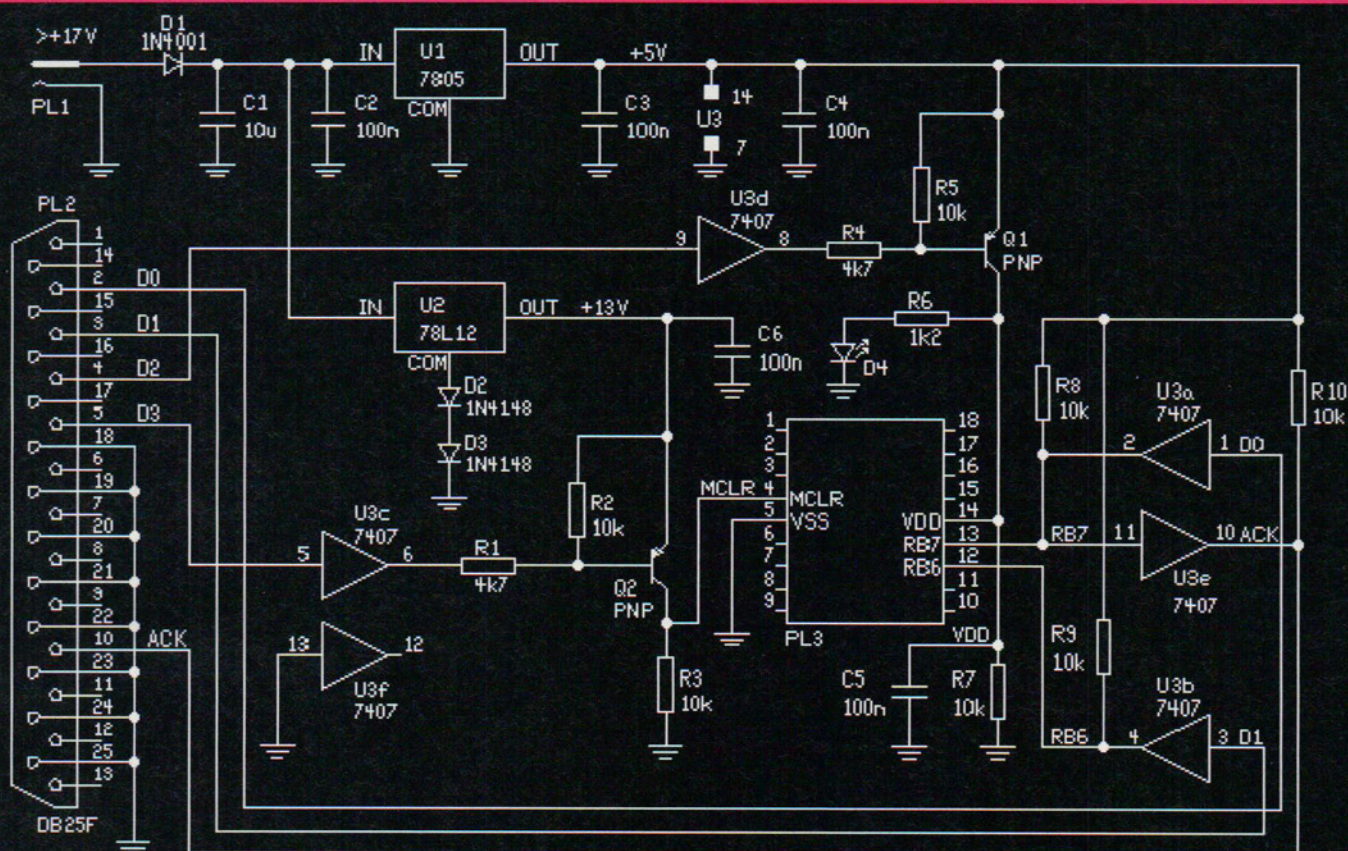 >+17V
D1
1N4001
PL1
C1
10u
C2
100n
IN
U1
7805
OUT
COM
+5V
C3
100n
14
U3
7
C4
100n
R5
10k
Q1
PNP
U3d
7407
9
8
R4
4k7
PL2
1
14
2
15
3
16
4
17
5
18
6
19
7
20
8
21
9
22
10
23
11
24
12
25
13
DB25F
D0
D1
D2
D3
ACK
IN
U2
78L12
OUT
COM
+13V
C6
100n
D2
1N4148
D3
1N4148
R6
1k2
D4
U3c
7407
5
6
R1
4k7
R2
10k
Q2
PNP
R3
10k
13
12
U3f
7407
MCLR
1
2
3
4
5
6
7
8
9
MCLR
VSS
VDD
RB7
RB6
18
17
16
15
14
13
12
11
10
PL3
VDD
C5
100n
R7
10k
R8
10k
R9
10k
R10
10k
U3a
7407
2
1
D0
RB7
11
10
ACK
U3e
7407
U3b
7407
RB6
4
3
D1